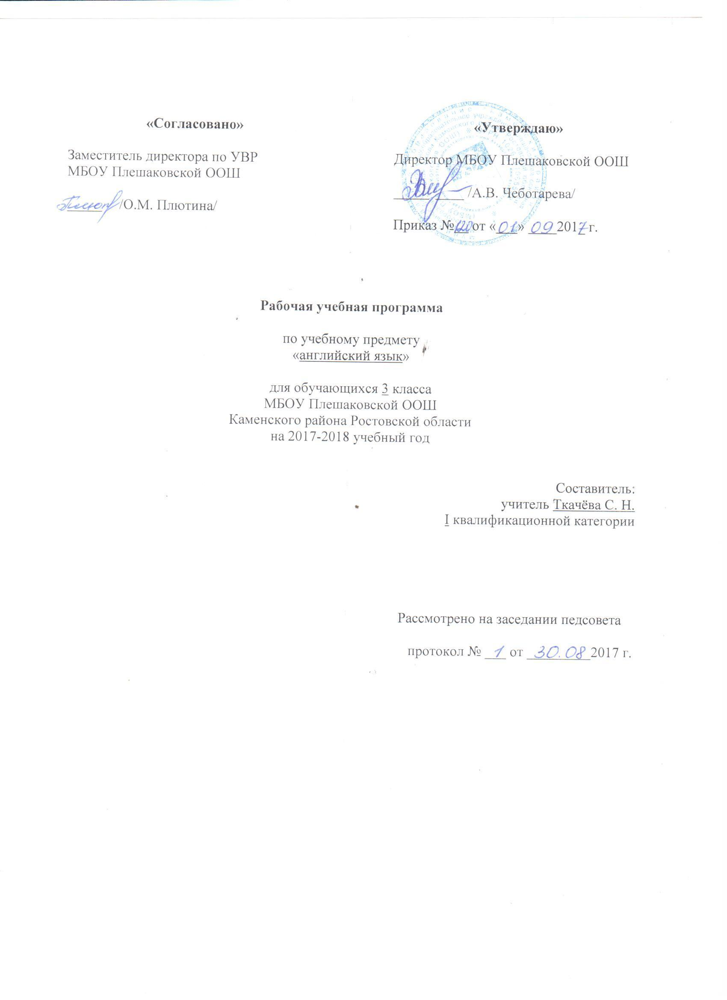 «Согласовано»
Заместитель директора по УВР
МБОУ Плешаковской ООШ
/О.М. Плютина/
«Утверждаю»
Директор МБОУ Плешаковской ООШ
/А.В. Чеботарева/
Приказ №120 от «01» 09 2017 г.
Рабочая учебная программа
по учебному предмету
«английский язык»
для обучающихся 3 класса
МБОУ Плешаковской ООШ
Каменского района Ростовской области
на 2017-2018 учебный год
Составитель:
учитель Ткачёва С. Н.
I квалификационной категории
Рассмотрено на заседании педсовета
протокол № 1 от 30.08 2017 г.